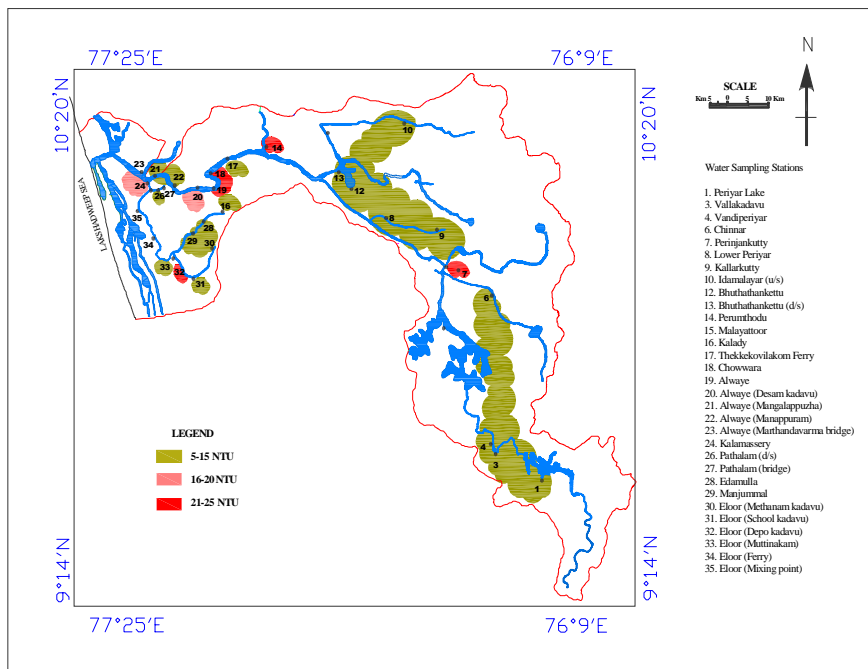 77°25'E 76°9'E
N
10°20'N
10°20'N
SCALE
Km 5 0 5 10 Km
10
23
21
22
24
26
27
17
18
14
19
20
16
13
12
8
9
35
34
28
29
30
33
32
31
7
6
4
3
1
LAKSHADWEEP SEA
LEGEND
5-15 NTU
16-20 NTU
21-25 NTU
Water Sampling Stations
1. Periyar Lake
3. Vallakadavu
4. Vandiperiyar
6. Chinnar
7. Perinjankutty
8. Lower Periyar
9. Kallarkutty
10. Idamalayar (u/s)
12. Bhuthathankettu
13. Bhuthathankettu (d/s)
14. Perumthodu
15. Malayattoor
16. Kalady
17. Thekkekovilakom Ferry
18. Chowwara
19. Alwaye
20. Alwaye (Desam kadavu)
21. Alwaye (Mangalappuzha)
22. Alwaye (Manappuram)
23. Alwaye (Marthandavarma bridge)
24. Kalamassery
26. Pathalam (d/s)
27. Pathalam (bridge)
28. Edamulla
29. Manjummal
30. Eloor (Methanam kadavu)
31. Eloor (School kadavu)
32. Eloor (Depo kadavu)
33. Eloor (Muttinakam)
34. Eloor (Ferry)
35. Eloor (Mixing point)
9°14'N
9°14'N
77°25'E 76°9'E